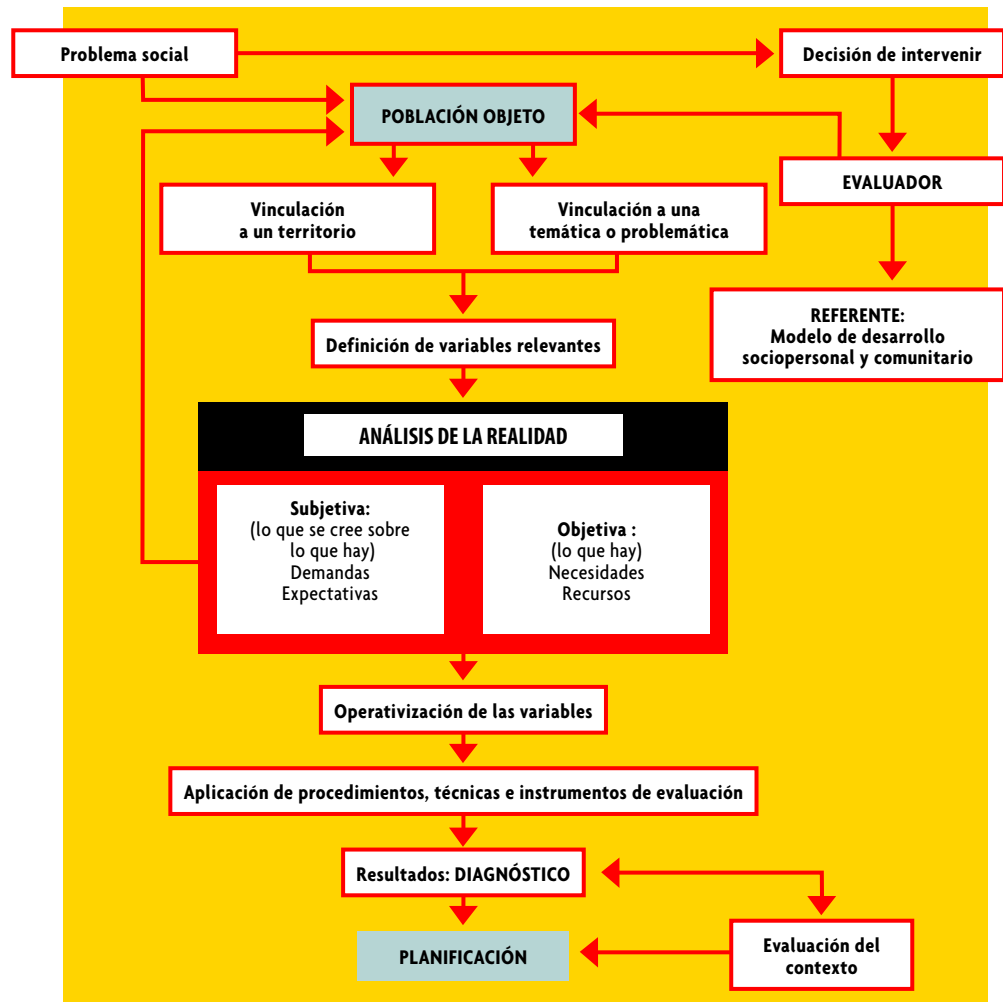 Problema social
Decisión de intervenir
POBLACIÓN OBJETO
EVALUADOR
Vinculación
a un territorio
Vinculación a una
temática o problemática
REFERENTE:
Modelo de desarrollo
sociopersonal y comunitario
Definición de variables relevantes
ANÁLISIS DE LA REALIDAD
Subjetiva:
(lo que se cree sobre
lo que hay)
Demandas
Expectativas
Objetiva :
(lo que hay)
Necesidades
Recursos
Operativización de las variables
Aplicación de procedimientos, técnicas e instrumentos de evaluación
Resultados: DIAGNÓSTICO
PLANIFICACIÓN
Evaluación del
contexto